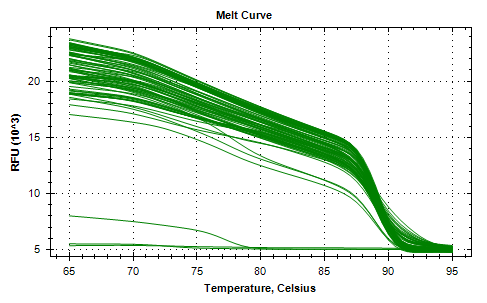 Melt Curve
RFU (10^3)
20
15
10
5
65 70 75 80 85 90 95
Temperature, Celsius